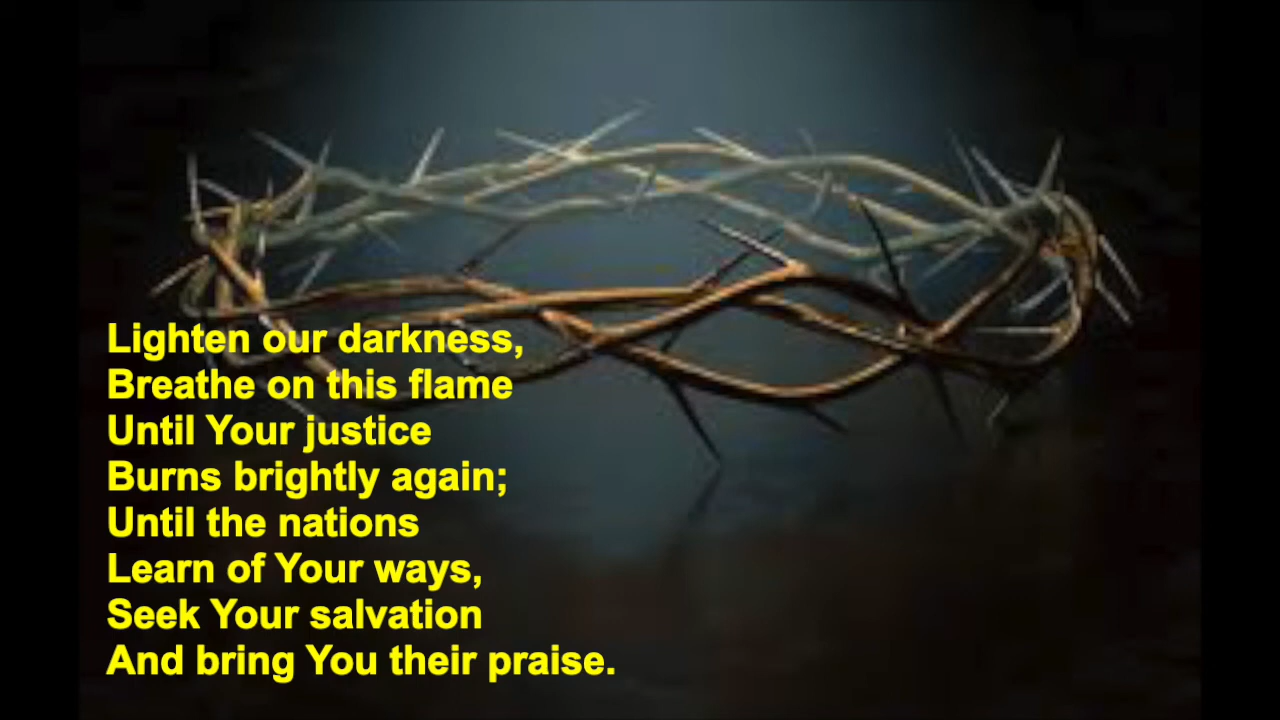 Lighten our darkness,
Breathe on this flame
Until Your justice
Burns brightly again;
Until the nations
Learn of Your ways,
Seek Your salvation
And bring You their praise.